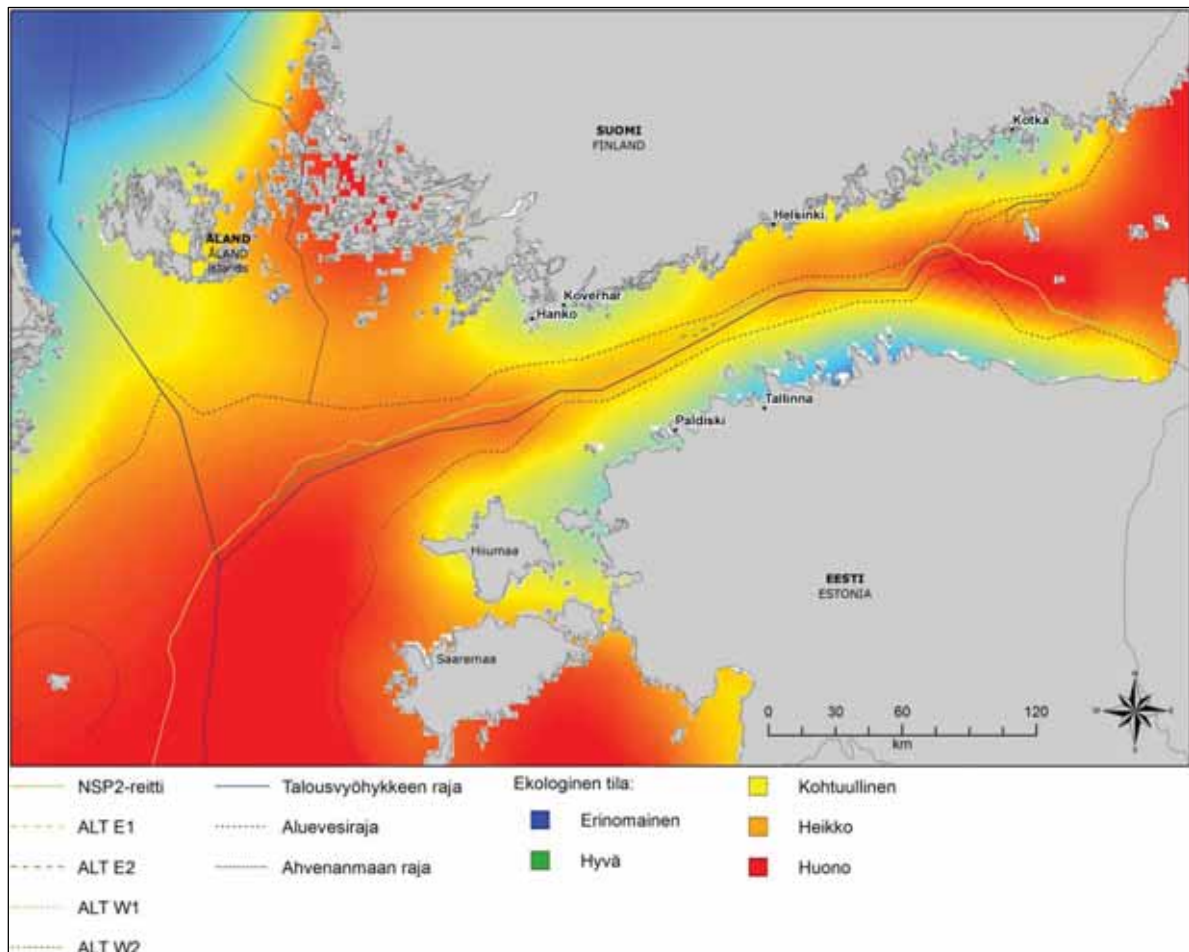 SUOMI
FINLAND
Kotka
Helsinki
ÅLAND
ÅLAND
Islands
Koverhar
Hanko
Tallinna
Paldiski
Hiiumaa
EESTI
ESTONIA
Saaremaa
0 30 60 120
km
NSP2-reitti
ALT E1
ALT E2
ALT W1
ALT W2
Talousvyöhykkeen raja
Aluevesiraja
Ahvenanmaan raja
Ekologinen tila:
Erinomainen
Hyvä
Kohtuullinen
Heikko
Huono